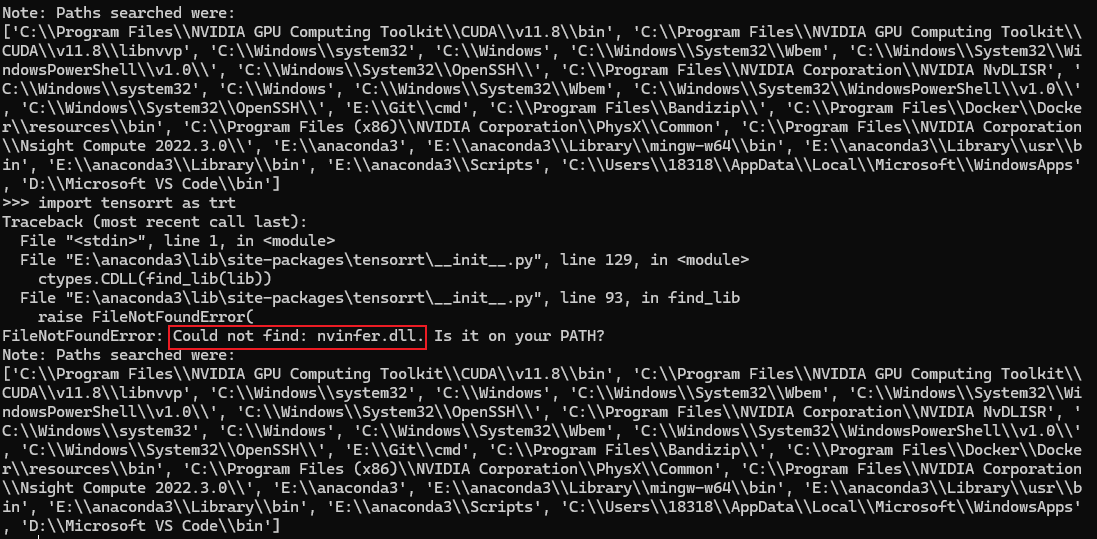 Note: Paths searched were:
['C:\\Program Files\\NVIDIA GPU Computing Toolkit\\CUDA\\v11.8\\bin', 'C:\\Program Files\\NVIDIA GPU Computing Toolkit\\
CUDA\\v11.8\\libnvvp', 'C:\\Windows\\system32', 'C:\\Windows', 'C:\\Windows\\System32\\Wbem', 'C:\\Windows\\System32\\Wi
ndowsPowerShell\\v1.0\\', 'C:\\Windows\\System32\\OpenSSH\\', 'C:\\Program Files\\NVIDIA Corporation\\NVIDIA NvDLISR', '
C:\\Windows\\system32', 'C:\\Windows', 'C:\\Windows\\System32\\Wbem', 'C:\\Windows\\System32\\WindowsPowerShell\\v1.0\\'
, 'C:\\Windows\\System32\\OpenSSH\\', 'E:\\Git\\cmd', 'C:\\Program Files\\Bandizip\\', 'C:\\Program Files\\Docker\\Docke
r\\resources\\bin', 'C:\\Program Files (x86)\\NVIDIA Corporation\\PhysX\\Common', 'C:\\Program Files\\NVIDIA Corporation
\\Nsight Compute 2022.3.0\\', 'E:\\anaconda3', 'E:\\anaconda3\\Library\\mingw-w64\\bin', 'E:\\anaconda3\\Library\\usr\\b
in', 'E:\\anaconda3\\Library\\bin', 'E:\\anaconda3\\Scripts', 'C:\\Users\\18318\\AppData\\Local\\Microsoft\\WindowsApps'
, 'D:\\Microsoft VS Code\\bin']
>>> import tensorrt as trt
Traceback (most recent call last):
  File "<stdin>", line 1, in <module>
  File "E:\anaconda3\lib\site-packages\tensorrt\__init__.py", line 129, in <module>
    ctypes.CDLL(find_lib(lib))
  File "E:\anaconda3\lib\site-packages\tensorrt\__init__.py", line 93, in find_lib
    raise FileNotFoundError(
FileNotFoundError: Could not find: nvinfer.dll. Is it on your PATH?
Note: Paths searched were:
['C:\\Program Files\\NVIDIA GPU Computing Toolkit\\CUDA\\v11.8\\bin', 'C:\\Program Files\\NVIDIA GPU Computing Toolkit\\
CUDA\\v11.8\\libnvvp', 'C:\\Windows\\system32', 'C:\\Windows', 'C:\\Windows\\System32\\Wbem', 'C:\\Windows\\System32\\Wi
ndowsPowerShell\\v1.0\\', 'C:\\Windows\\System32\\OpenSSH\\', 'C:\\Program Files\\NVIDIA Corporation\\NVIDIA NvDLISR', '
C:\\Windows\\system32', 'C:\\Windows', 'C:\\Windows\\System32\\Wbem', 'C:\\Windows\\System32\\WindowsPowerShell\\v1.0\\'
, 'C:\\Windows\\System32\\OpenSSH\\', 'E:\\Git\\cmd', 'C:\\Program Files\\Bandizip\\', 'C:\\Program Files\\Docker\\Docke
r\\resources\\bin', 'C:\\Program Files (x86)\\NVIDIA Corporation\\PhysX\\Common', 'C:\\Program Files\\NVIDIA Corporation
\\Nsight Compute 2022.3.0\\', 'E:\\anaconda3', 'E:\\anaconda3\\Library\\mingw-w64\\bin', 'E:\\anaconda3\\Library\\usr\\b
in', 'E:\\anaconda3\\Library\\bin', 'E:\\anaconda3\\Scripts', 'C:\\Users\\18318\\AppData\\Local\\Microsoft\\WindowsApps'
, 'D:\\Microsoft VS Code\\bin']